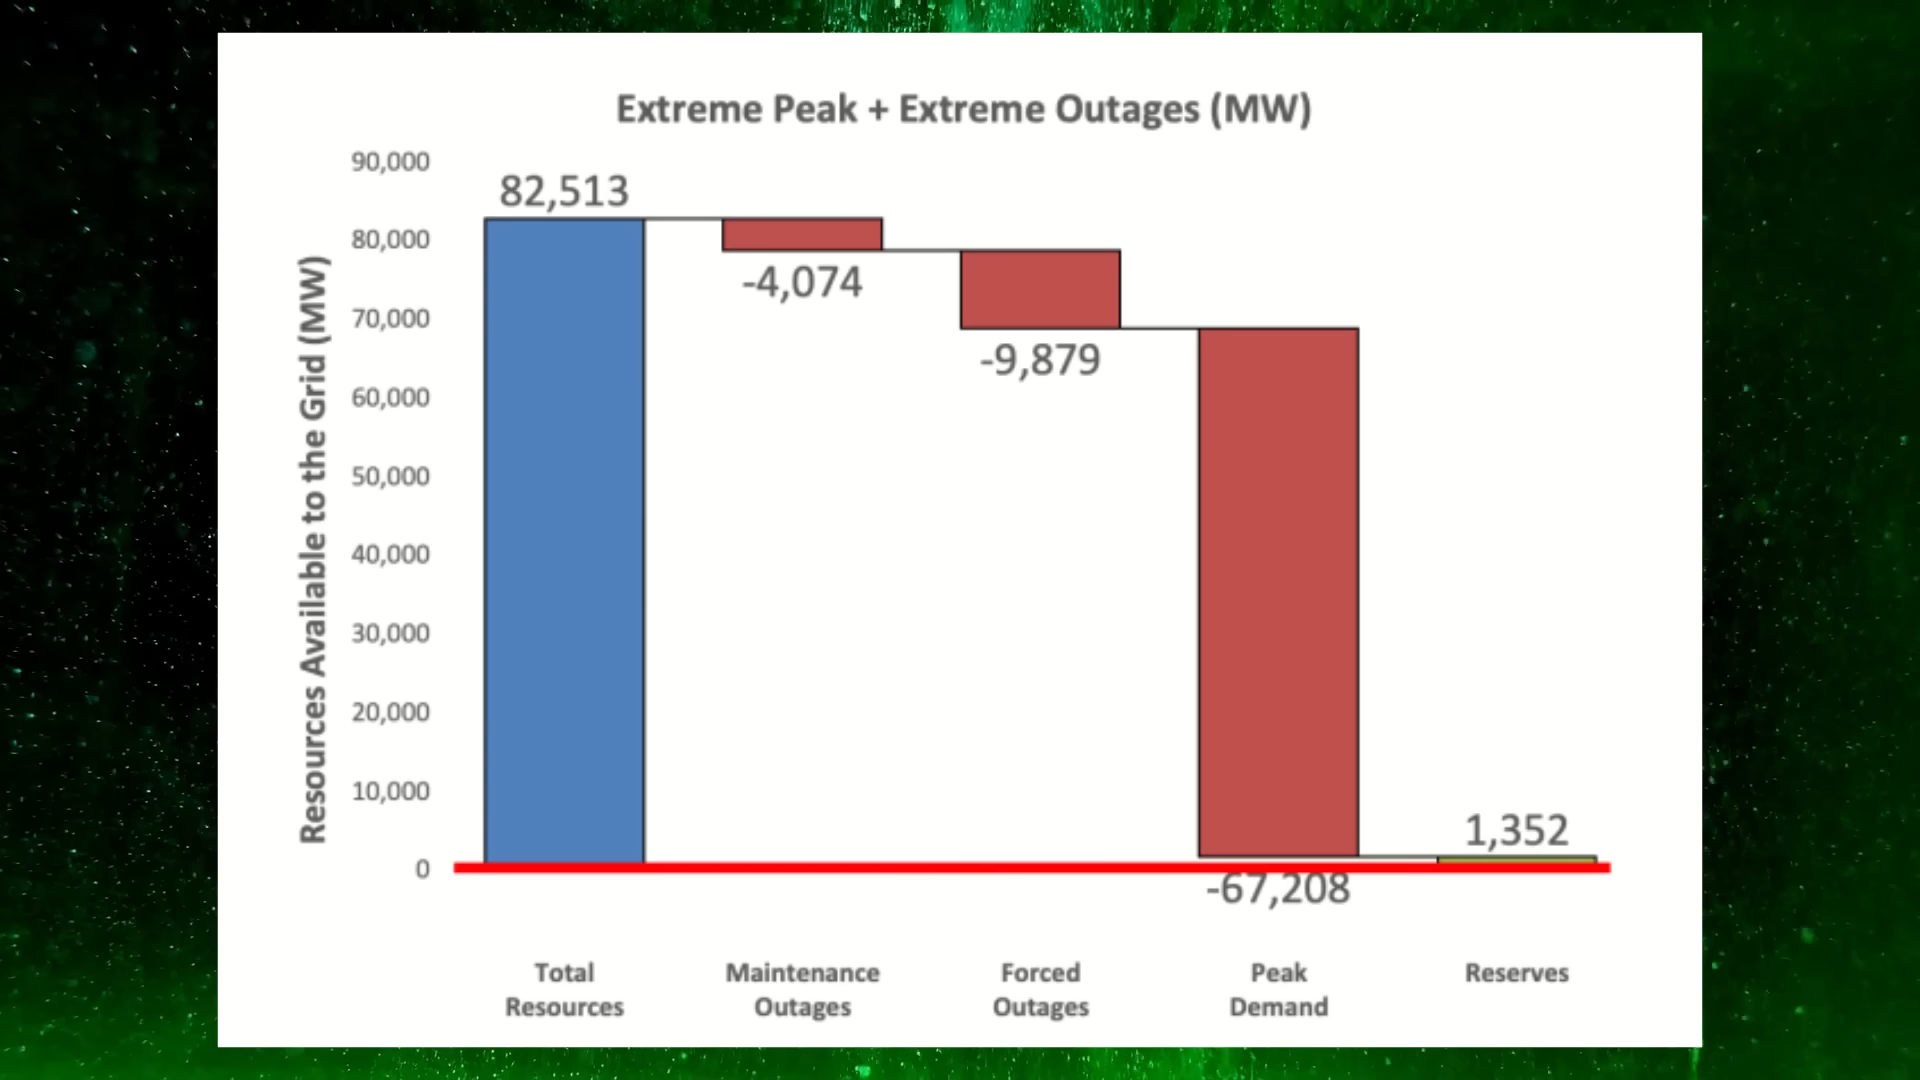 Extreme Peak + Extreme Outages (MW)
Resources Available to the Grid (MW)
90,000
80,000
70,000
60,000
50,000
40,000
30,000
20,000
10,000
0
82,513
-4,074
-9,879
-67,208
1,352
Total
Resources
Maintenance
Outages
Forced
Outages
Peak
Demand
Reserves